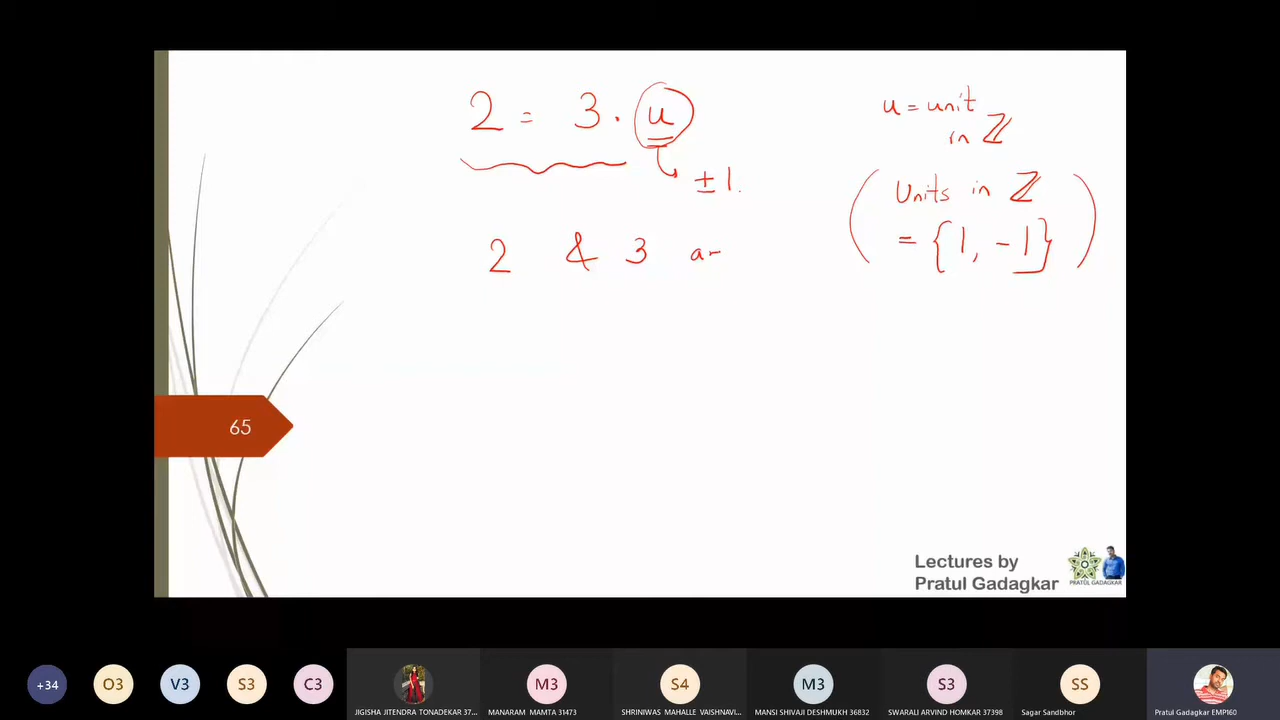 2 = 3 . u
± 1.
u = unit
in ℤ
( Units in ℤ
= {1, -1} )
2 & 3 ar
65
Lectures by
Pratul Gadagkar
PRATUL GADAGKAR
+34
O3
V3
S3
C3
JIGISHA JITENDRA TONADEKAR 37...
M3
MANARAM MAMTA 31473
S4
SHRINIWAS MAHALLE VAISHNAVI...
M3
MANSI SHIVAJI DESHMUKH 36832
S3
SWARALI ARVIND HOMKAR 37398
SS
Sagar Sandbhor
Pratul Gadagkar EMP160